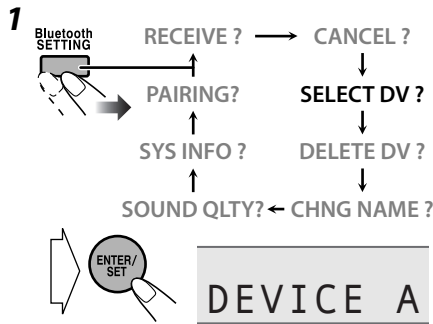 1
Bluetooth
SETTING
RECEIVE ? → CANCEL ?
PAIRING? SELECT DV ?
SYS INFO ? DELETE DV ?
SOUND QLTY? ← CHNG NAME ?
ENTER/
SET
DEVICE A